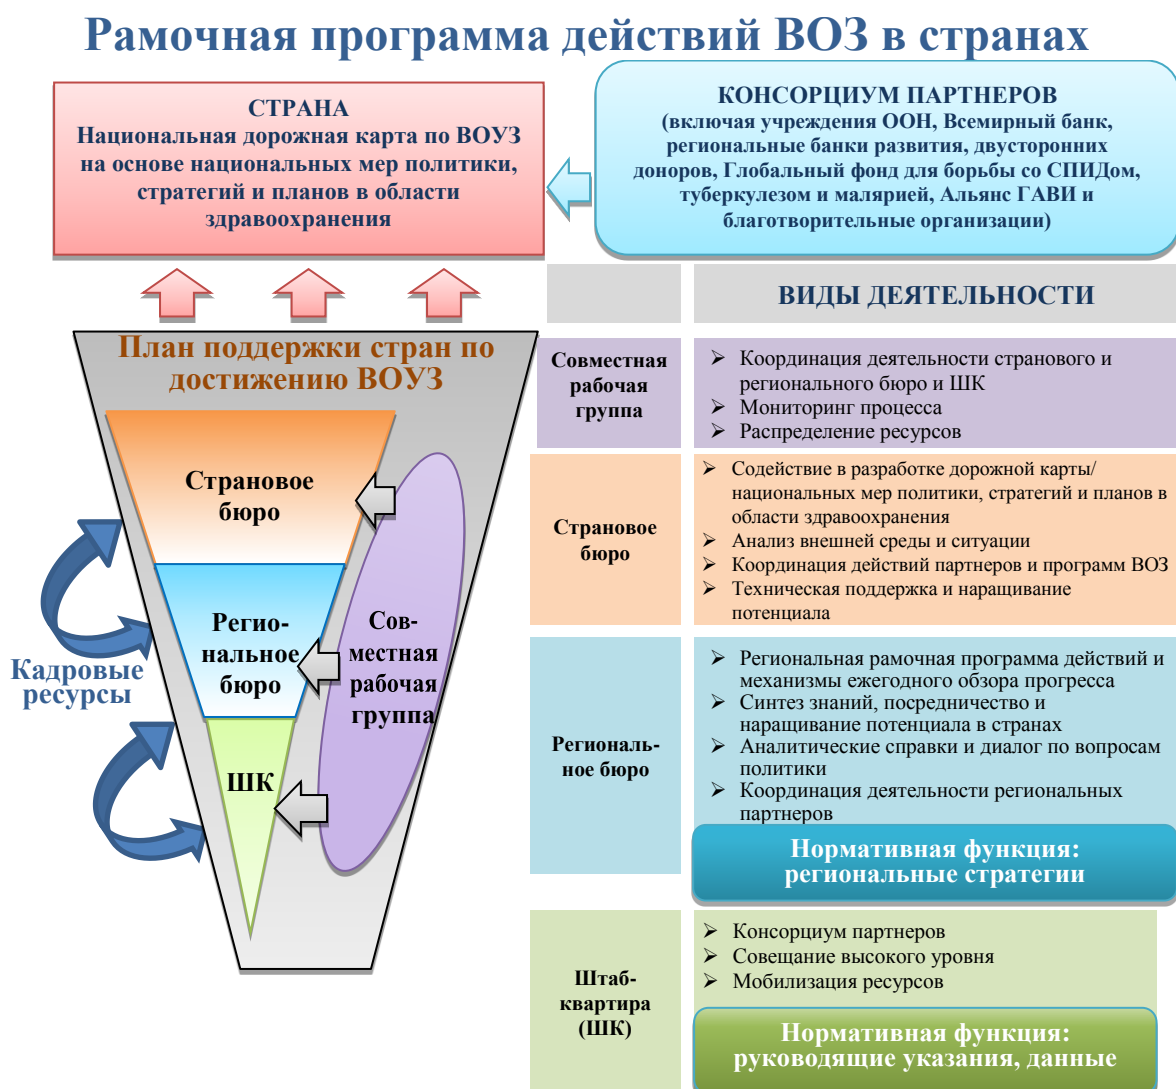 Рамочная программа действий ВОЗ в странах
СТРАНА
Национальная дорожная карта по ВОУЗ
на основе национальных мер политики,
стратегий и планов в области
здравоохранения
КОНСОРЦИУМ ПАРТНЕРОВ
(включая учреждения ООН, Всемирный банк,
региональные банки развития, двусторонних
доноров, Глобальный фонд для борьбы со СПИДом,
туберкулезом и малярией, Альянс ГАВИ и
благотворительные организации)
План поддержки стран по
достижению ВОУЗ
Страновое
бюро
Регио-
нальное
бюро
ШК
Сов-
местная
рабочая
группа
Кадровые
ресурсы
ВИДЫ ДЕЯТЕЛЬНОСТИ
Совместная
рабочая
группа
➢ Координация деятельности странового и
регионального бюро и ШК
➢ Мониторинг процесса
➢ Распределение ресурсов
Страновое
бюро
➢ Содействие в разработке дорожной карты/
национальных мер политики, стратегий и планов в
области здравоохранения
➢ Анализ внешней среды и ситуации
➢ Координация действий партнеров и программ ВОЗ
➢ Техническая поддержка и наращивание
потенциала
Региональ-
ное бюро
➢ Региональная рамочная программа действий и
механизмы ежегодного обзора прогресса
➢ Синтез знаний, посредничество и
наращивание потенциала в странах
➢ Аналитические справки и диалог по вопросам
политики
➢ Координация деятельности региональных
партнеров
Нормативная функция:
региональные стратегии
Штаб-
квартира
(ШК)
➢ Консорциум партнеров
➢ Совещание высокого уровня
➢ Мобилизация ресурсов
Нормативная функция:
руководящие указания, данные